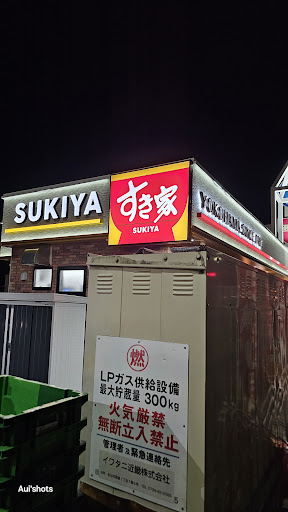 SUKIYA
すき家
SUKIYA
YOKOHAMA SINCE
燃
LPガス供給設備
最大貯蔵量 300kg
火気厳禁
無断立入禁止
管理者及緊急連絡先
イワタニ近畿株式会社
Aui'shots